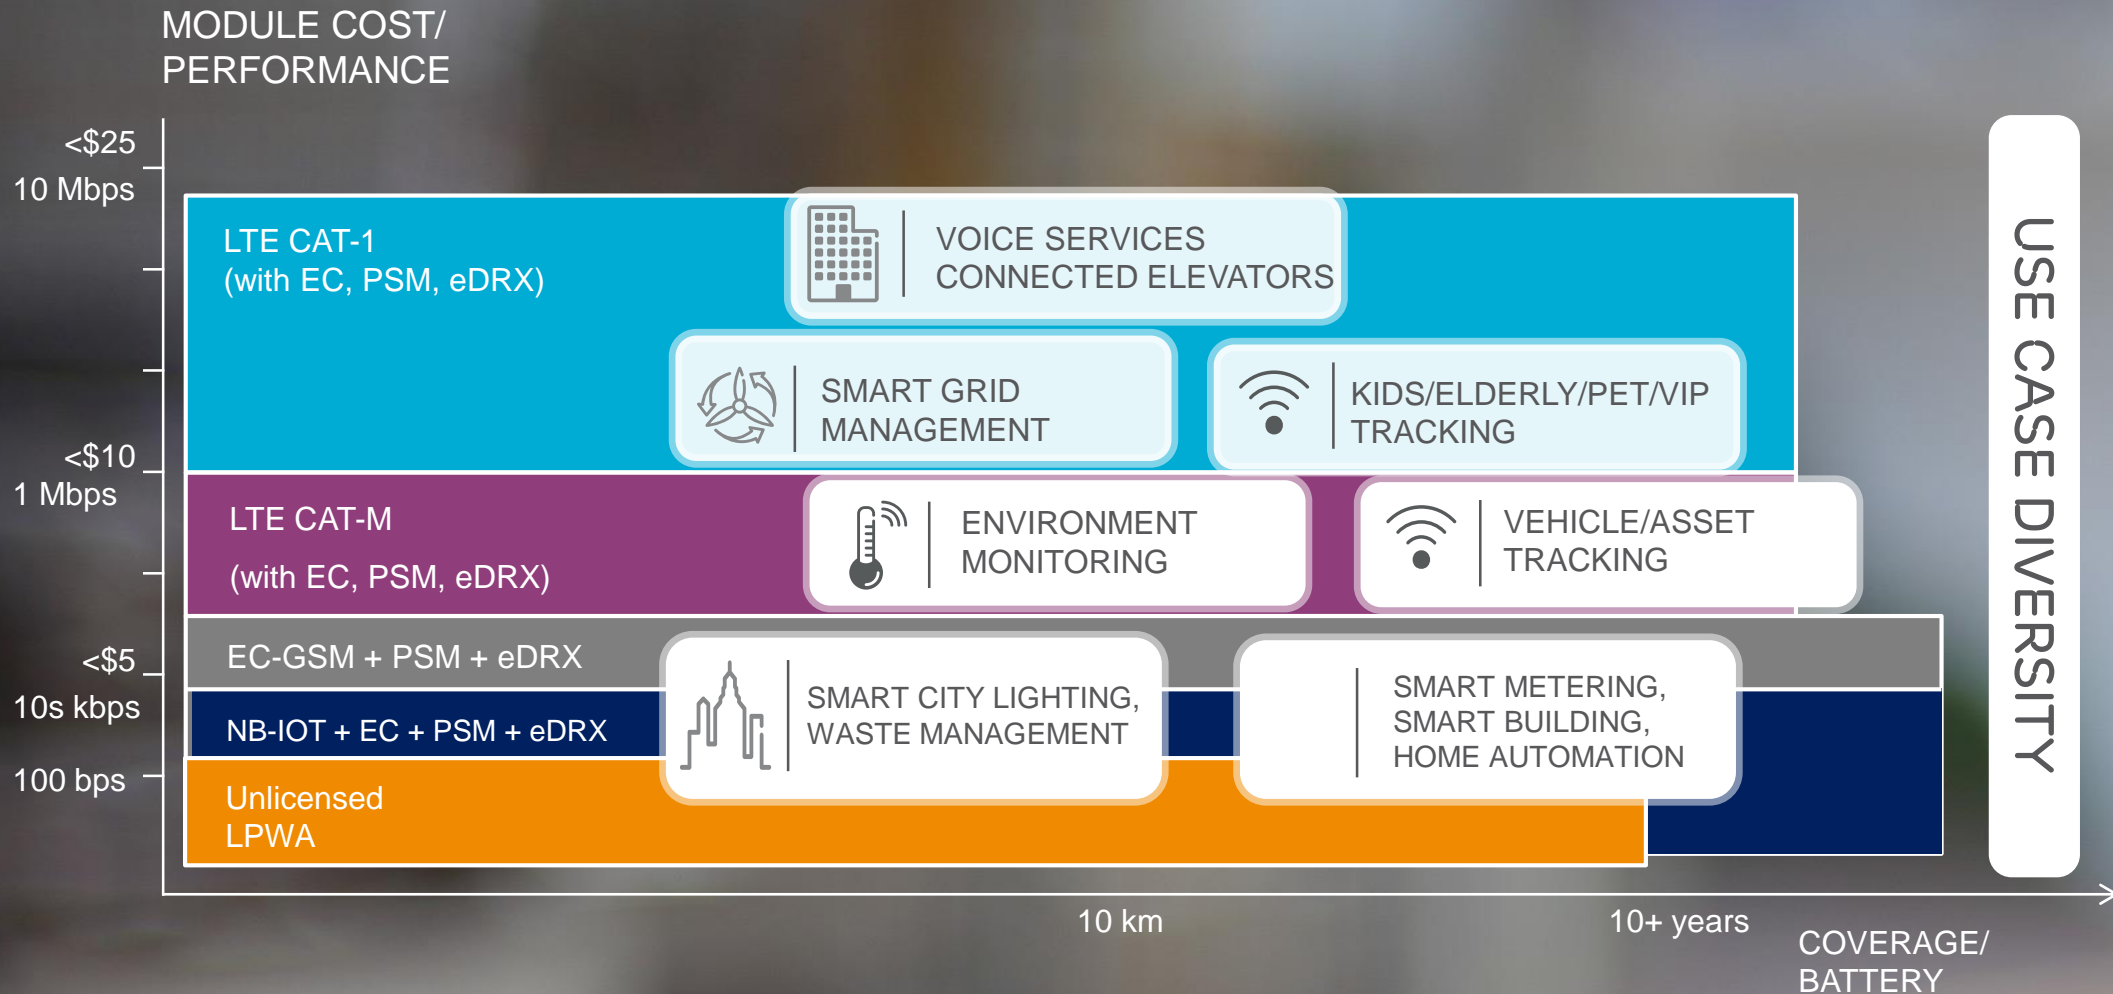 MODULE COST/
PERFORMANCE
<$25
10 Mbps
LTE CAT-1
(with EC, PSM, eDRX)
VOICE SERVICES
CONNECTED ELEVATORS
SMART GRID
MANAGEMENT
KIDS/ELDERLY/PET/VIP
TRACKING
<$10
1 Mbps
LTE CAT-M
(with EC, PSM, eDRX)
ENVIRONMENT
MONITORING
VEHICLE/ASSET
TRACKING
<$5
10s kbps
EC-GSM + PSM + eDRX
NB-IOT + EC + PSM + eDRX
SMART CITY LIGHTING,
WASTE MANAGEMENT
SMART METERING,
SMART BUILDING,
HOME AUTOMATION
100 bps
Unlicensed
LPWA
10 km
10+ years
COVERAGE/
BATTERY
USE CASE DIVERSITY